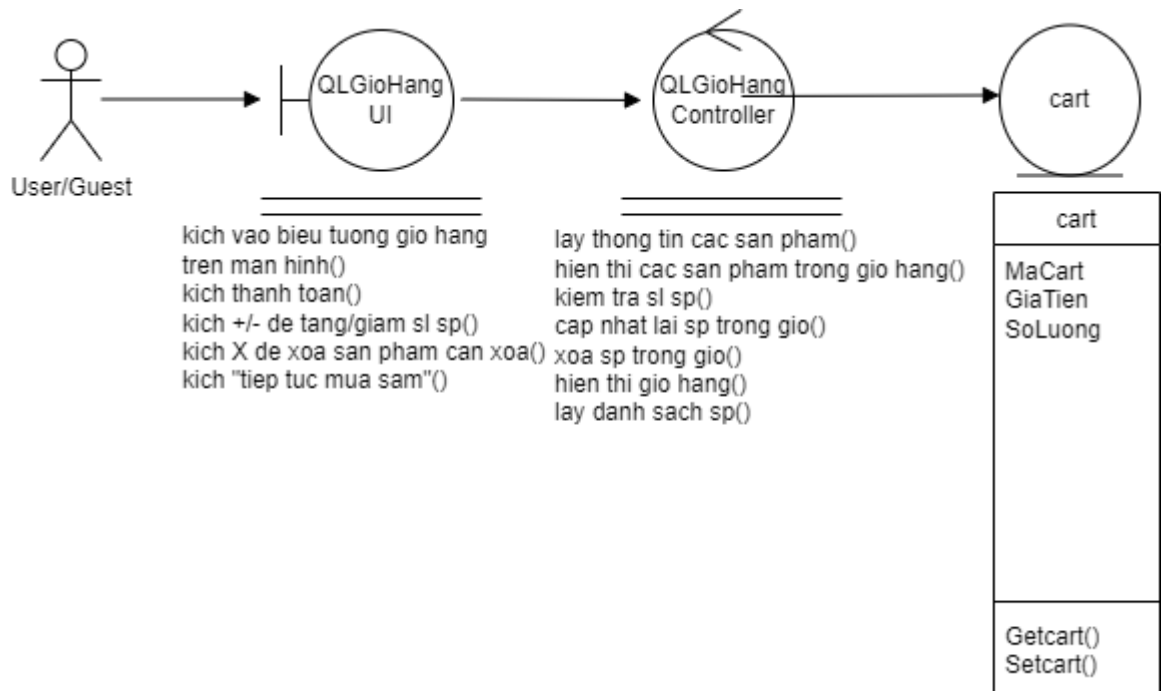 User/Guest
QLGioHang
UI
kich vao bieu tuong gio hang
tren man hinh()
kich thanh toan()
kich +/- de tang/giam sl sp()
kich X de xoa san pham can xoa()
kich "tiep tuc mua sam"()
QLGioHang
Controller
lay thong tin cac san pham()
hien thi cac san pham trong gio hang()
kiem tra sl sp()
cap nhat lai sp trong gio()
xoa sp trong gio()
hien thi gio hang()
lay danh sach sp()
cart
cart
MaCart
GiaTien
SoLuong
Getcart()
Setcart()